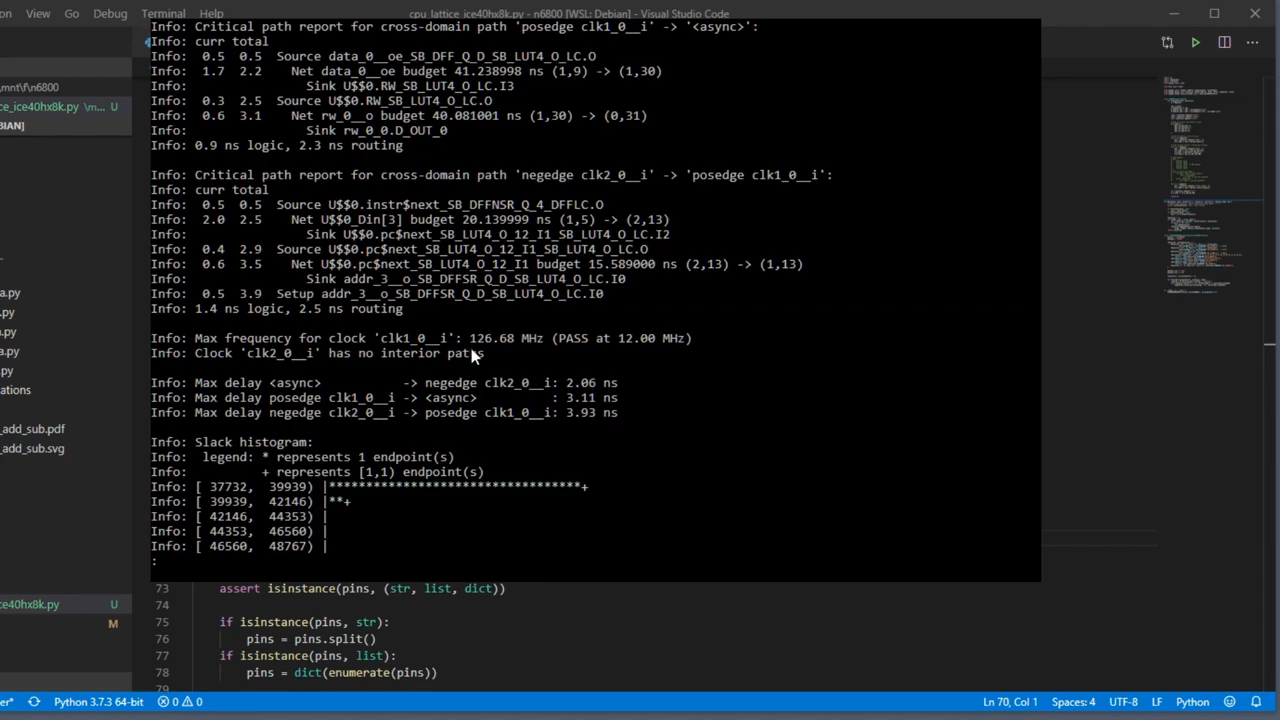 View Go Debug Terminal Help
cpu_lattice_ice40hx8k.py - n6800 [WSL: Debian] - Visual Studio Code
Info: Critical path report for cross-domain path 'posedge clk1_0__i' -> '<async>':
Info: curr total
Info:  0.5  0.5  Source data_0__oe_SB_DFF_Q_D_SB_LUT4_O_LC.O
Info:  1.7  2.2    Net data_0__oe budget 41.238998 ns (1,9) -> (1,30)
Info:                Sink U$$0.RW_SB_LUT4_O_LC.I3
Info:  0.3  2.5  Source U$$0.RW_SB_LUT4_O_LC.O
Info:  0.6  3.1    Net rw_0__o budget 40.081001 ns (1,30) -> (0,31)
Info:                Sink rw_0_0.D_OUT_0
Info: 0.9 ns logic, 2.3 ns routing
Info: Critical path report for cross-domain path 'negedge clk2_0__i' -> 'posedge clk1_0__i':
Info: curr total
Info:  0.5  0.5  Source U$$0.instr$next_SB_DFFNSR_Q_4_DFFLC.O
Info:  2.0  2.5    Net U$$0_Din[3] budget 20.139999 ns (1,5) -> (2,13)
Info:                Sink U$$0.pc$next_SB_LUT4_O_12_I1_SB_LUT4_O_LC.I2
Info:  0.4  2.9  Source U$$0.pc$next_SB_LUT4_O_12_I1_SB_LUT4_O_LC.O
Info:  0.6  3.5    Net U$$0.pc$next_SB_LUT4_O_12_I1 budget 15.589000 ns (2,13) -> (1,13)
Info:                Sink addr_3__o_SB_DFFSR_Q_D_SB_LUT4_O_LC.I0
Info:  0.5  3.9  Setup addr_3__o_SB_DFFSR_Q_D_SB_LUT4_O_LC.I0
Info: 1.4 ns logic, 2.5 ns routing
Info: Max frequency for clock 'clk1_0__i': 126.68 MHz (PASS at 12.00 MHz)
Info: Clock 'clk2_0__i' has no interior paths
Info: Max delay <async>           -> negedge clk2_0__i: 2.06 ns
Info: Max delay posedge clk1_0__i -> <async>          : 3.11 ns
Info: Max delay negedge clk2_0__i -> posedge clk1_0__i: 3.93 ns
Info: Slack histogram:
Info:  legend: * represents 1 endpoint(s)
Info:          + represents [1,1) endpoint(s)
Info: [ 37732,  39939) |**********************************+
Info: [ 39939,  42146) |**+
Info: [ 42146,  44353) |
Info: [ 44353,  46560) |
Info: [ 46560,  48767) |
:
,mnt\f\n6800
ce_ice40hx8k.py \m... U
BIAN]
a.py
py
py
.py
ations
_add_sub.pdf
_add_sub.svg
ice40hx8k.py U
M
73 assert isinstance(pins, (str, list, dict))
74
75 if isinstance(pins, str):
76 pins = pins.split()
77 if isinstance(pins, list):
78 pins = dict(enumerate(pins))
79
er* Python 3.7.3 64-bit 0 0 Ln 70, Col 1 Spaces: 4 UTF-8 LF Python